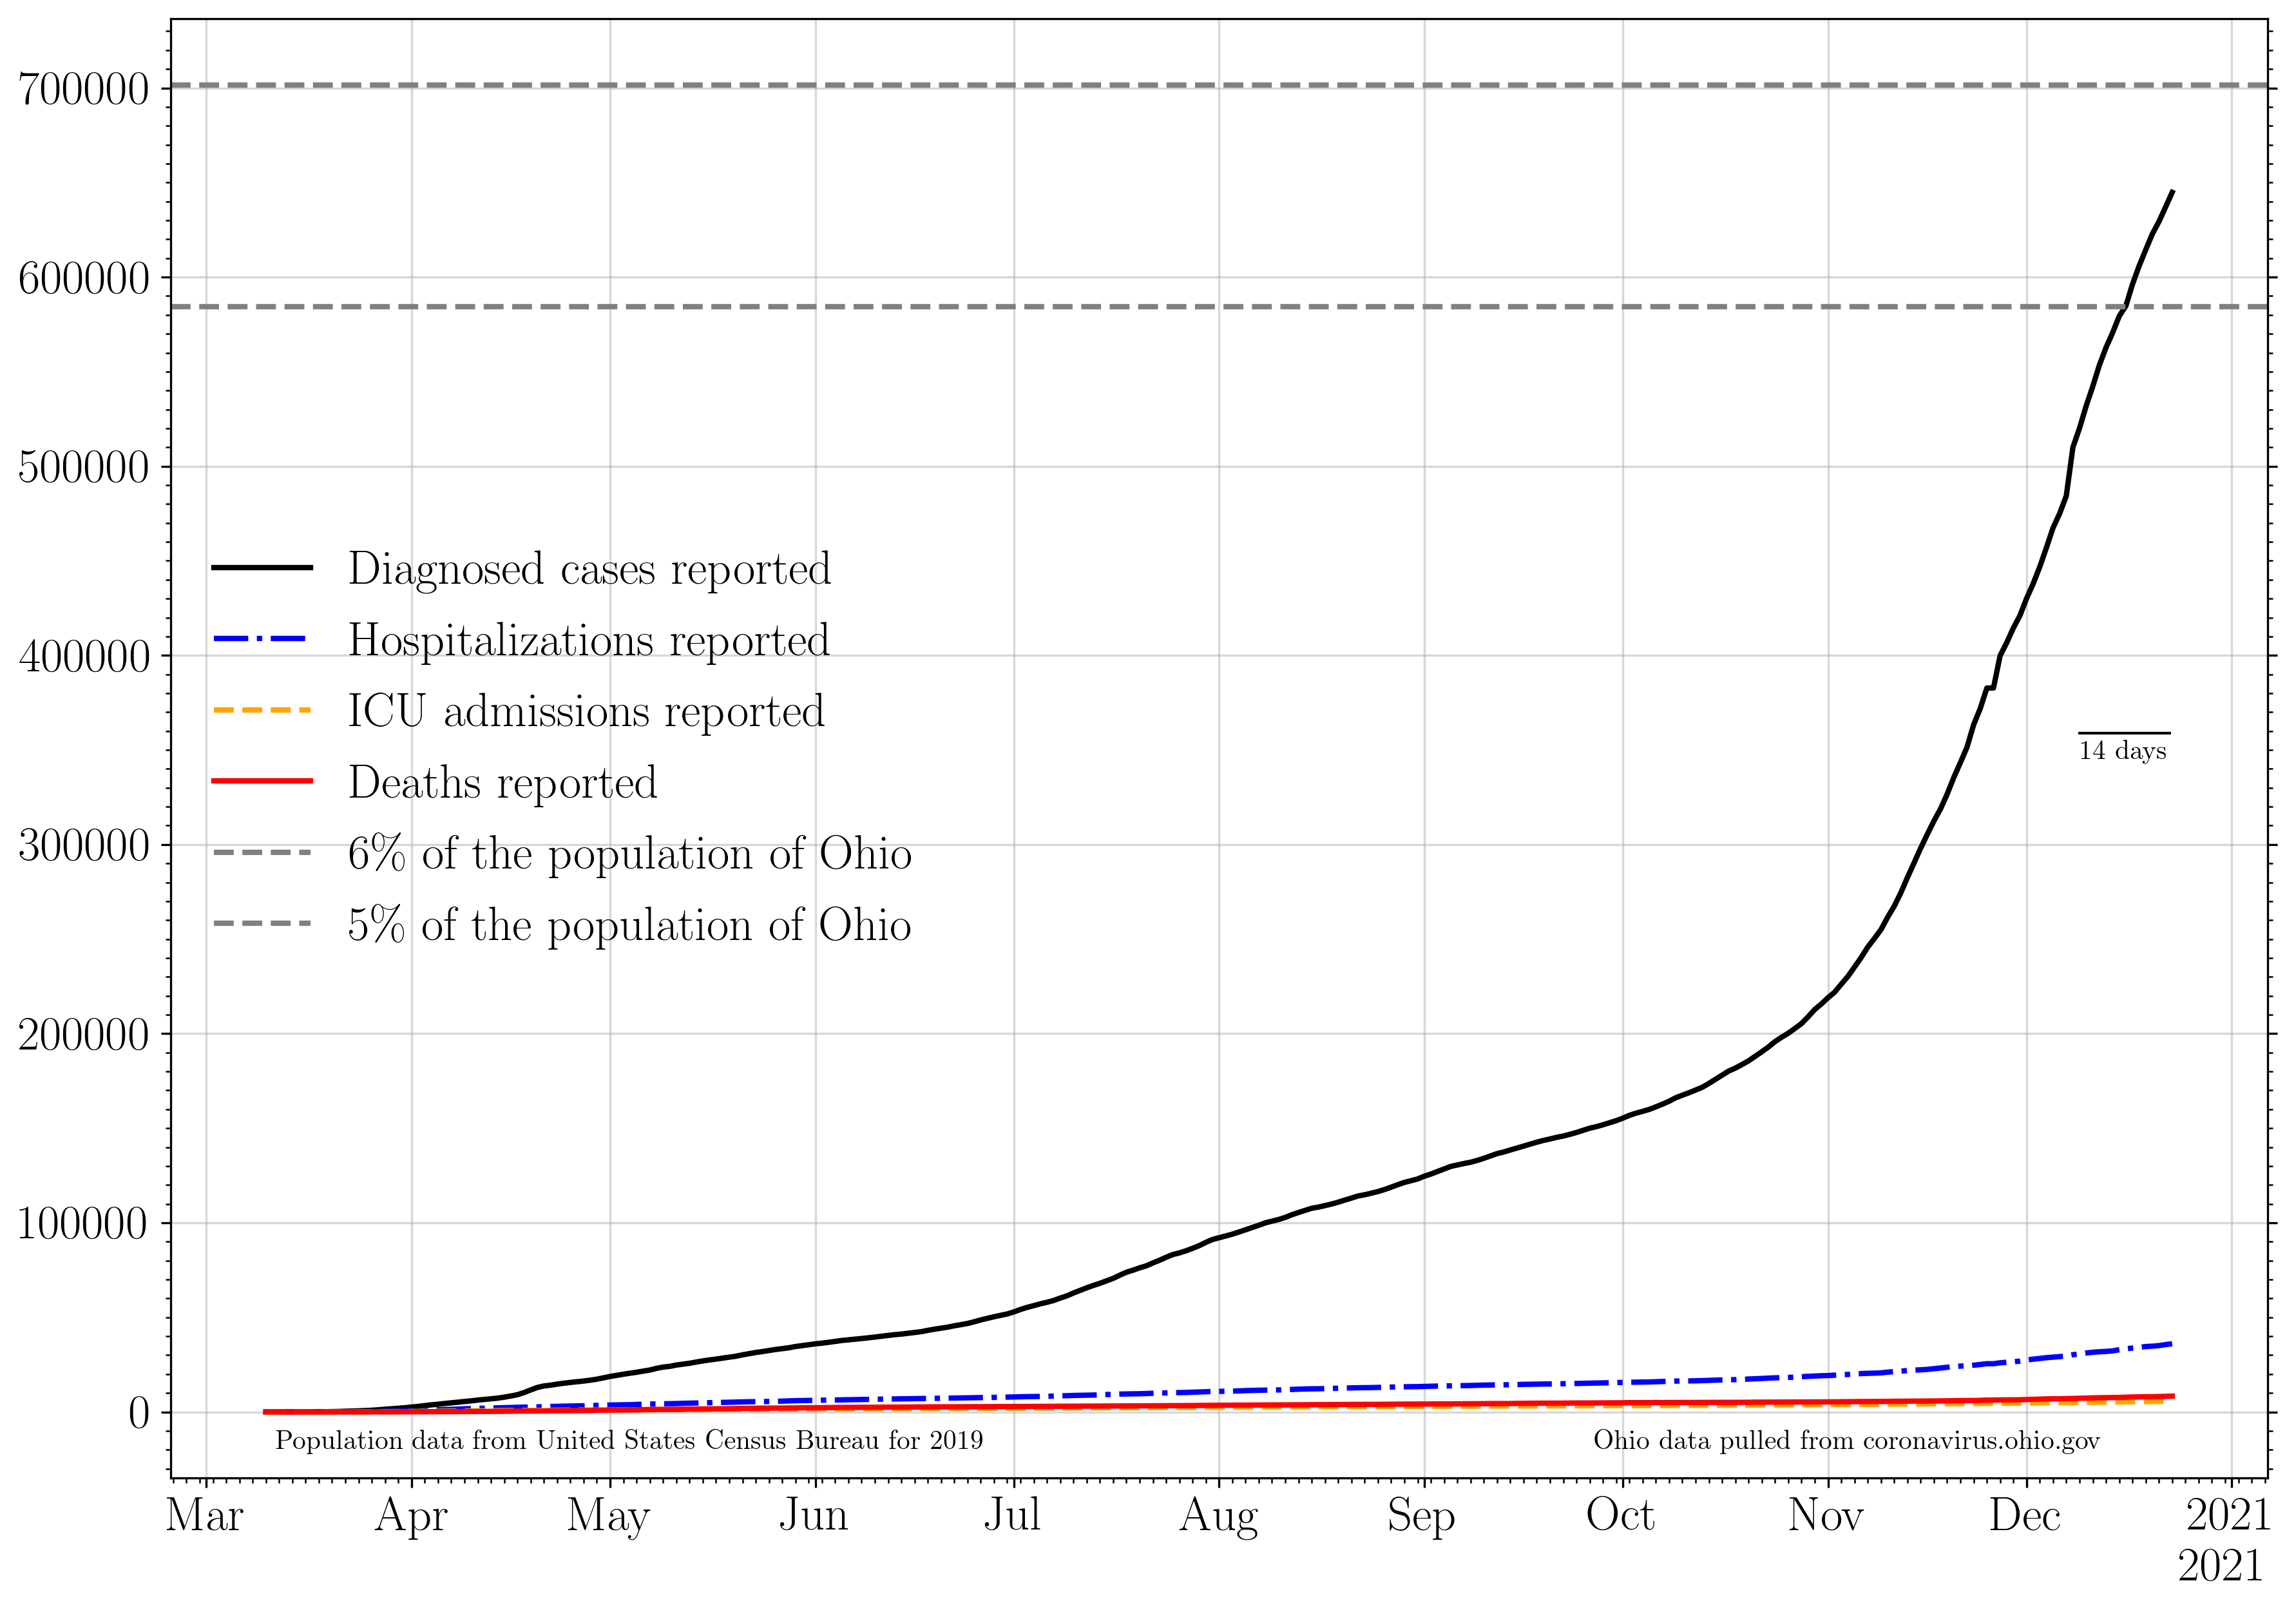 700000
600000
500000
400000
300000
200000
100000
0
Diagnosed cases reported
Hospitalizations reported
ICU admissions reported
Deaths reported
6% of the population of Ohio
5% of the population of Ohio
14 days
Population data from United States Census Bureau for 2019
Ohio data pulled from coronavirus.ohio.gov
Mar Apr May Jun Jul Aug Sep Oct Nov Dec 2021
2021